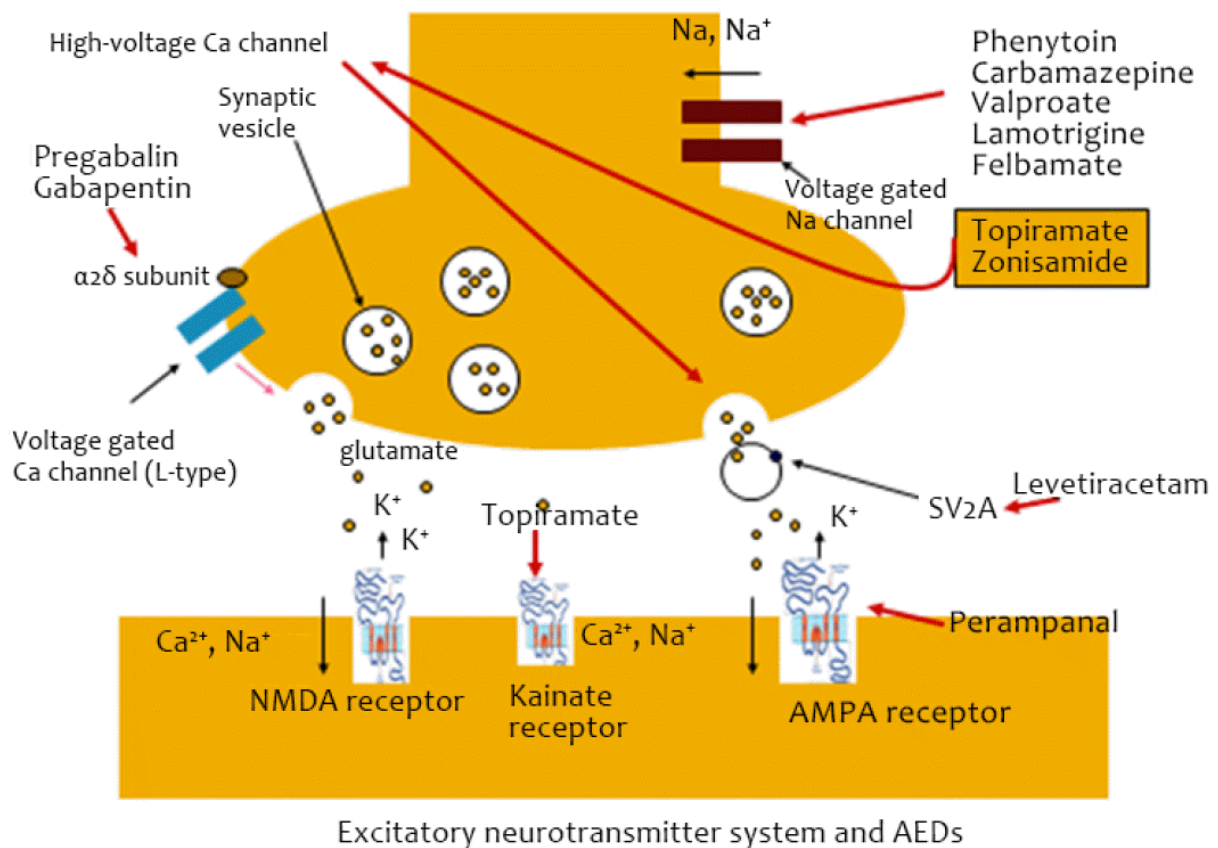 High-voltage Ca channel
Na, Na⁺
Phenytoin
Carbamazepine
Valproate
Lamotrigine
Felbamate
Synaptic
vesicle
Pregabalin
Gabapentin
Voltage gated
Na channel
Topiramate
Zonisamide
α2δ subunit
Voltage gated
Ca channel (L-type)
glutamate
K⁺
K⁺
Topiramate
K⁺
SV2A
Levetiracetam
Ca²⁺, Na⁺
Ca²⁺, Na⁺
Perampanal
NMDA receptor
Kainate
receptor
AMPA receptor
Excitatory neurotransmitter system and AEDs